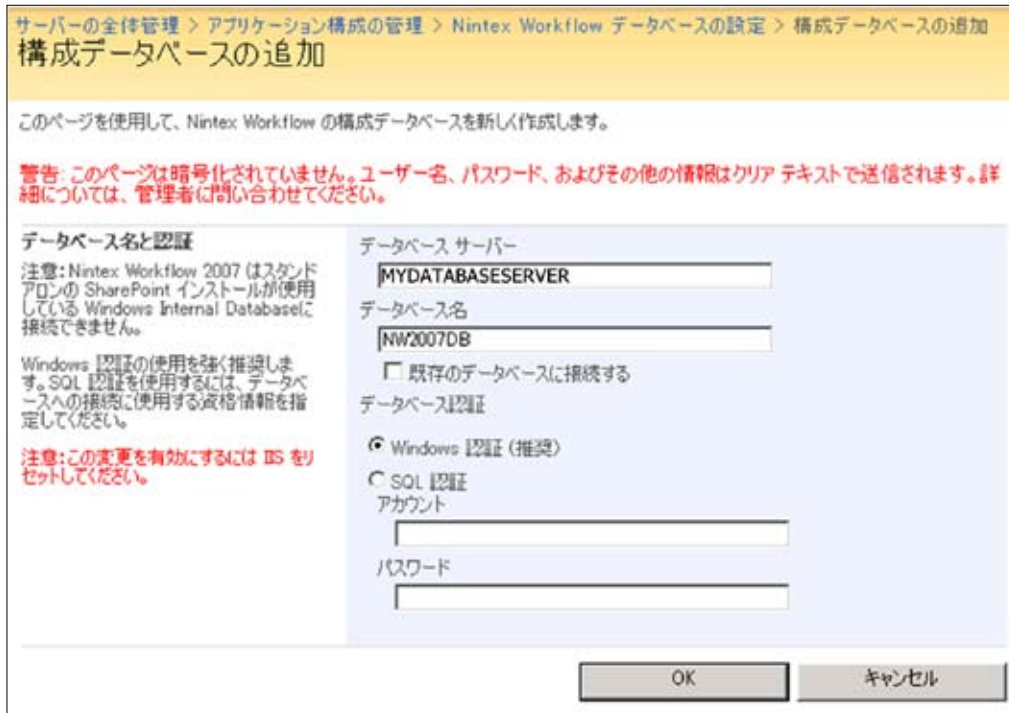 サーバーの全体管理 > アプリケーション構成の管理 > Nintex Workflow データベースの設定 > 構成データベースの追加
構成データベースの追加
このページを使用して、Nintex Workflow の構成データベースを新しく作成します。
警告: このページは暗号化されていません。ユーザー名、パスワード、およびその他の情報はクリア テキストで送信されます。詳
細については、管理者に問い合わせてください。
データベース名と認証
注意: Nintex Workflow 2007 はスタンド
アロンの SharePoint インストールが使用
している Windows Internal Databaseに
接続できません。
Windows 認証の使用を強く推奨しま
す。SQL 認証を使用するには、データベ
ースへの接続に使用する資格情報を指
定してください。
注意:この変更を有効にするには IIS をリ
セットしてください。
データベース サーバー
MYDATABASESERVER
データベース名
NW2007DB
既存のデータベースに接続する
データベース認証
Windows 認証 (推奨)
SQL 認証
アカウント
パスワード
OK
キャンセル